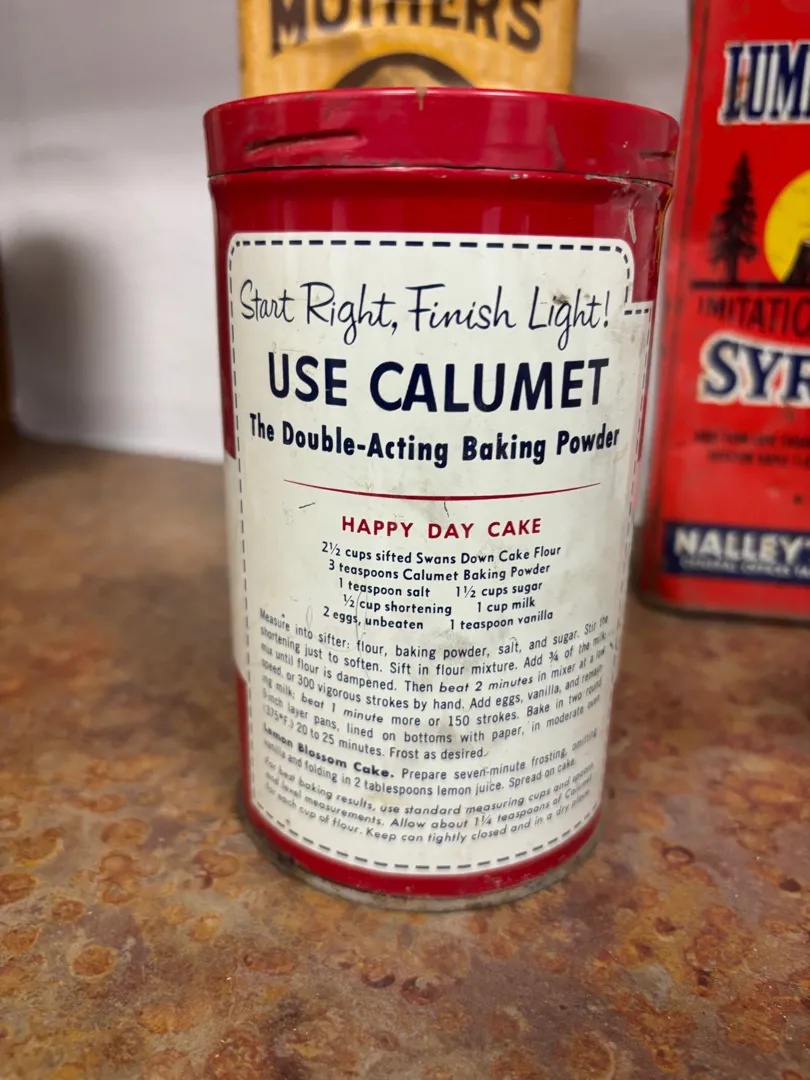 MOTHERS
Start Right, Finish Light!
USE CALUMET
The Double-Acting Baking Powder
HAPPY DAY CAKE
2½ cups sifted Swans Down Cake Flour
3 teaspoons Calumet Baking Powder
1 teaspoon salt 1½ cups sugar
½ cup shortening 1 cup milk
2 eggs, unbeaten 1 teaspoon vanilla
Measure into sifter: flour, baking powder, salt, and sugar. Stir the
shortening just to soften. Sift in flour mixture. Add ¾ of the milk;
mix until flour is dampened. Then beat 2 minutes in mixer at a low
speed, or 300 vigorous strokes by hand. Add eggs, vanilla, and remain-
ing milk; beat 1 minute more or 150 strokes. Bake in two round
9-inch layer pans, lined on bottoms with paper, in moderate oven
(375°F.) 20 to 25 minutes. Frost as desired.
Lemon Blossom Cake. Prepare seven-minute frosting, omitting
vanilla and folding in 2 tablespoons lemon juice. Spread on cake.
For best baking results, use standard measuring cups and spoons
and level measurements. Allow about 1¼ teaspoons of Calumet
for each cup of flour. Keep can tightly closed and in a dry place.
LUM
IMITATIO
SYR
NALLEY'